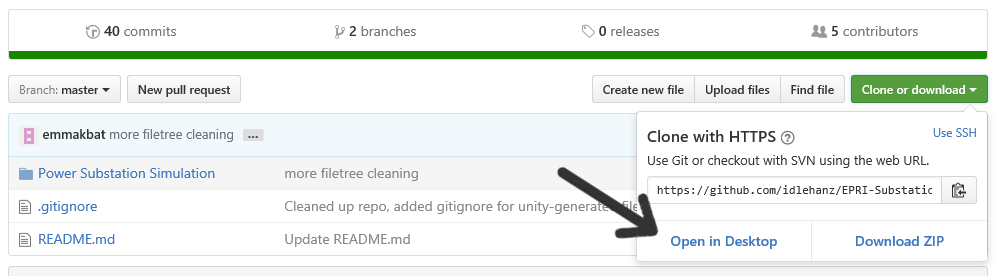 40 commits 2 branches 0 releases 5 contributors
Branch: master New pull request Create new file Upload files Find file Clone or download
emmakbat more filetree cleaning ...
Clone with HTTPS ? Use SSH
Use Git or checkout with SVN using the web URL.
Power Substation Simulation more filetree cleaning
https://github.com/idlehanz/EPRI-Substatic
.gitignore Cleaned up repo, added gitignore for unity-generated
README.md Update README.md
Open in Desktop Download ZIP